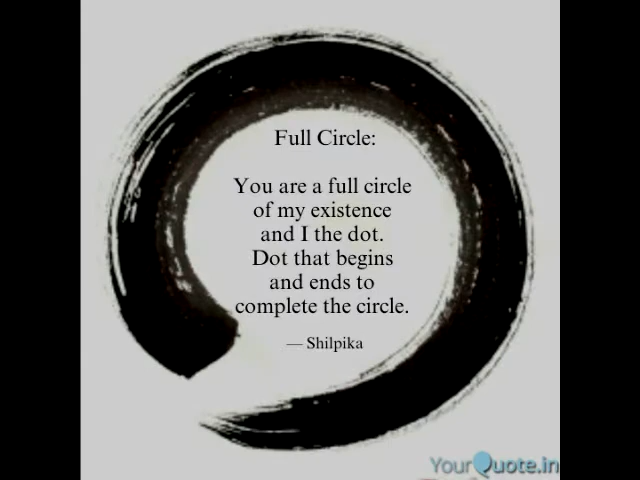 Full Circle:
You are a full circle
of my existence
and I the dot.
Dot that begins
and ends to
complete the circle.
— Shilpika
YourQuote.in